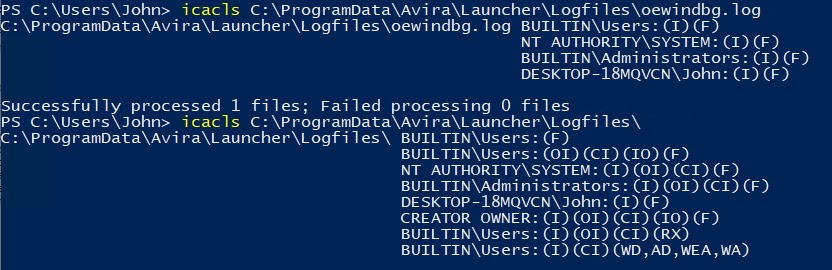 PS C:\Users\John> icacls C:\ProgramData\Avira\Launcher\Logfiles\oewindbg.log
C:\ProgramData\Avira\Launcher\Logfiles\oewindbg.log BUILTIN\Users:(I)(F)
NT AUTHORITY\SYSTEM:(I)(F)
BUILTIN\Administrators:(I)(F)
DESKTOP-18MQVCN\John:(I)(F)
Successfully processed 1 files; Failed processing 0 files
PS C:\Users\John> icacls C:\ProgramData\Avira\Launcher\Logfiles\
C:\ProgramData\Avira\Launcher\Logfiles\ BUILTIN\Users:(F)
BUILTIN\Users:(OI)(CI)(IO)(F)
NT AUTHORITY\SYSTEM:(I)(OI)(CI)(F)
BUILTIN\Administrators:(I)(OI)(CI)(F)
DESKTOP-18MQVCN\John:(I)(F)
CREATOR OWNER:(I)(OI)(CI)(IO)(F)
BUILTIN\Users:(I)(OI)(CI)(RX)
BUILTIN\Users:(I)(CI)(WD,AD,WEA,WA)